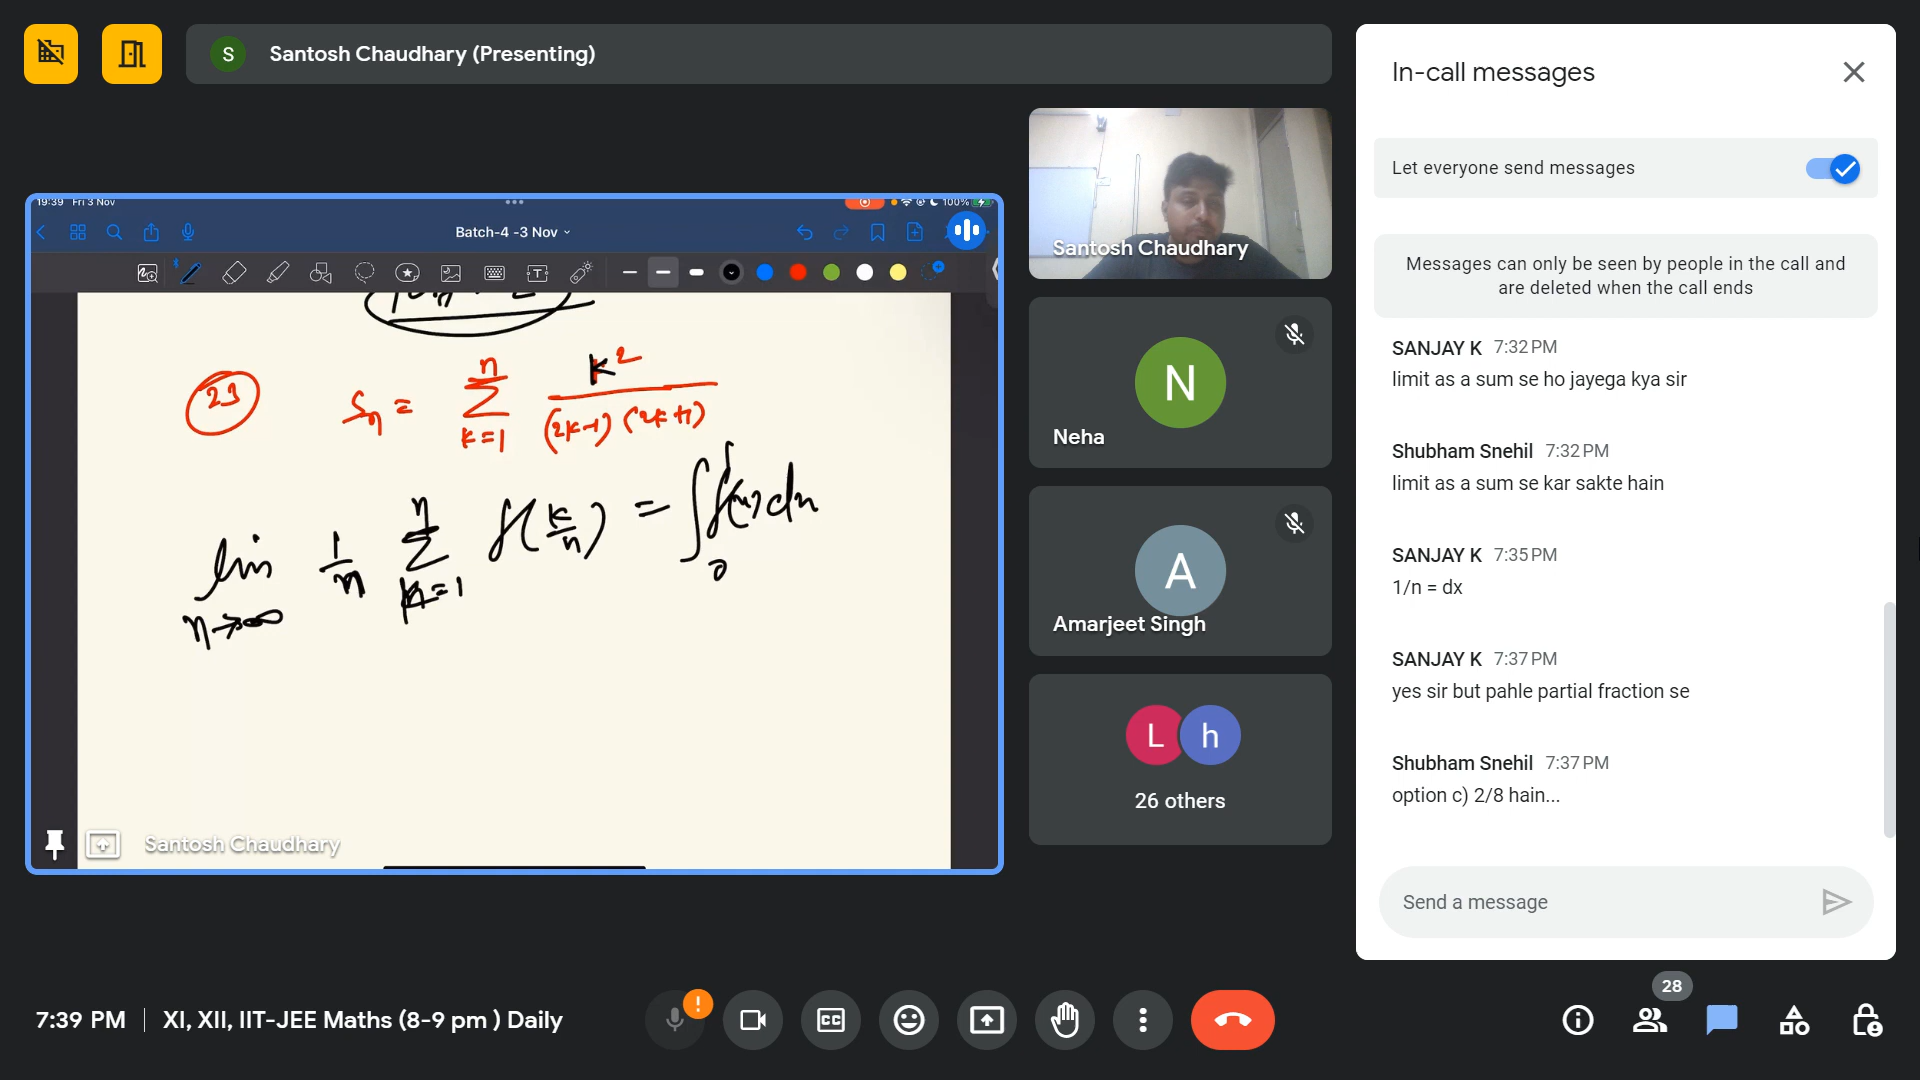 S Santosh Chaudhary (Presenting)
19:39 Fri 3 Nov
100%
Batch-4 -3 Nov
23
Sn = n Σ k=1 k² / (2k-1) (2k+1)
lim n→∞ 1/n n Σ k=1 f(k/n) = ∫ 0 1 f(x) dx
Santosh Chaudhary
Santosh Chaudhary
N
Neha
A
Amarjeet Singh
L h
26 others
In-call messages
Let everyone send messages
Messages can only be seen by people in the call and
are deleted when the call ends
SANJAY K 7:32 PM
limit as a sum se ho jayega kya sir
Shubham Snehil 7:32 PM
limit as a sum se kar sakte hain
SANJAY K 7:35 PM
1/n = dx
SANJAY K 7:37 PM
yes sir but pahle partial fraction se
Shubham Snehil 7:37 PM
option c) 2/8 hain...
Send a message
7:39 PM | XI, XII, IIT-JEE Maths (8-9 pm ) Daily
CC
28